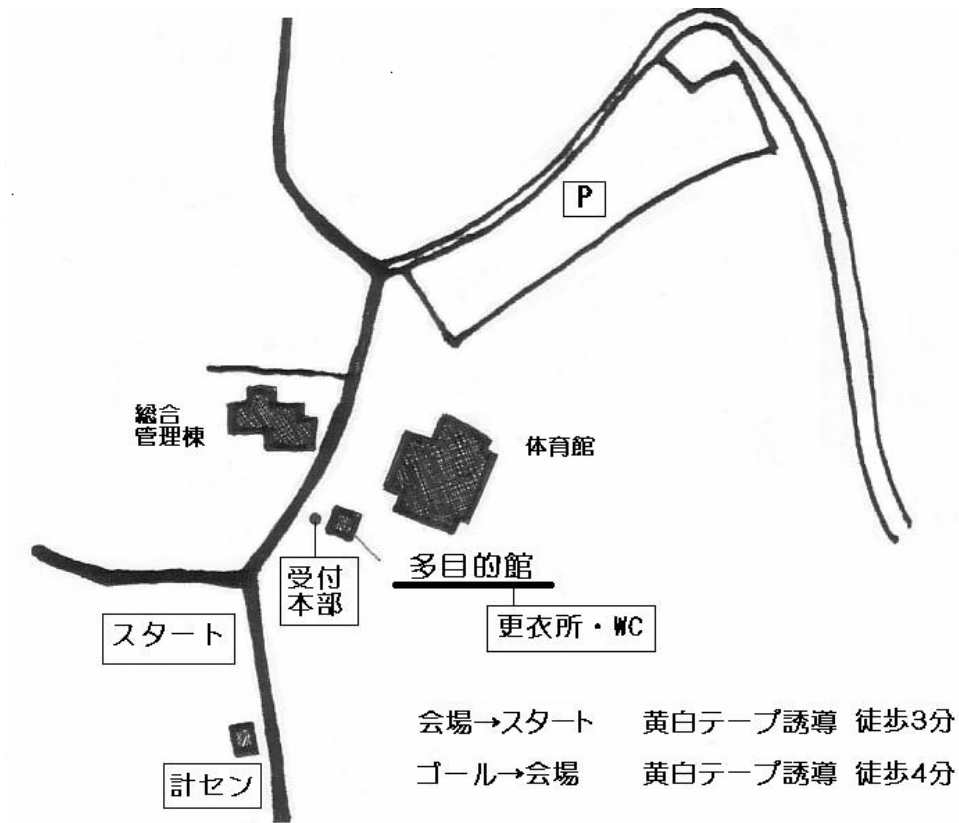 P
総合
管理棟
体育館
受付
本部
多目的館
更衣所・WC
スタート
計セン
会場→スタート 黄白テープ誘導 徒歩3分
ゴール→会場 黄白テープ誘導 徒歩4分